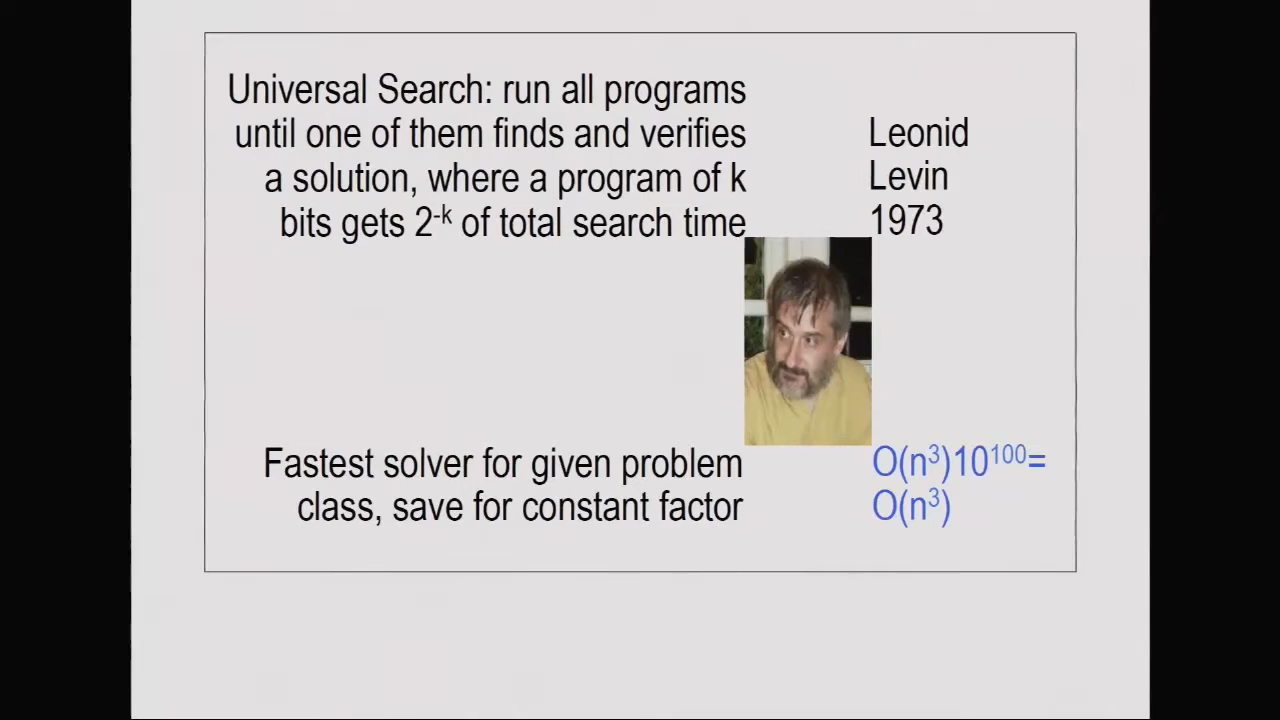 Universal Search: run all programs
until one of them finds and verifies
a solution, where a program of k
bits gets 2⁻ᵏ of total search time
Leonid
Levin
1973
Fastest solver for given problem
class, save for constant factor
O(n³)10¹⁰⁰=
O(n³)